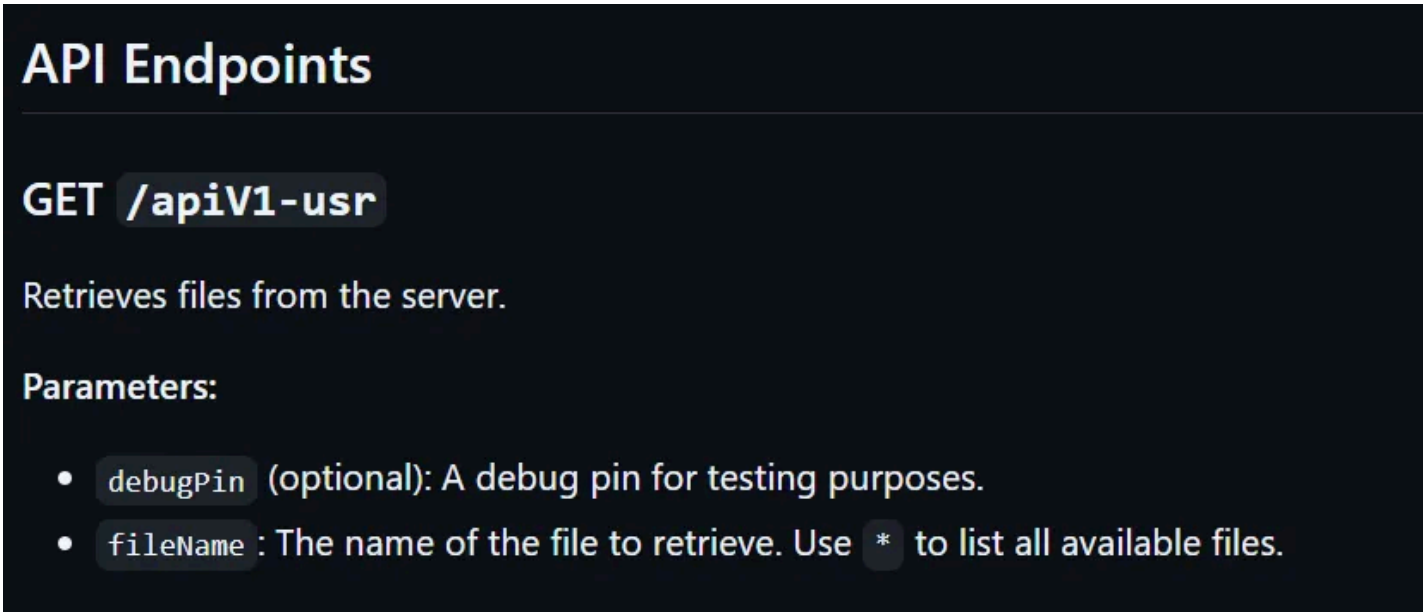 API Endpoints
GET /apiV1-usr
Retrieves files from the server.
Parameters:
• debugPin (optional): A debug pin for testing purposes.
• fileName: The name of the file to retrieve. Use * to list all available files.